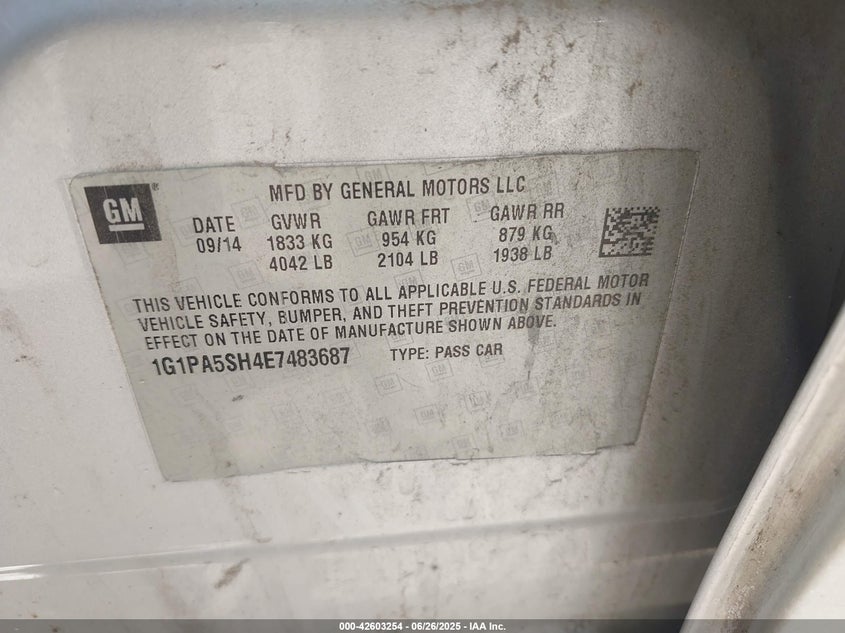 GM ®
MFD BY GENERAL MOTORS LLC
DATE GVWR GAWR FRT GAWR RR
09/14 1833 KG 954 KG 879 KG
4042 LB 2104 LB 1938 LB
THIS VEHICLE CONFORMS TO ALL APPLICABLE U.S. FEDERAL MOTOR
VEHICLE SAFETY, BUMPER, AND THEFT PREVENTION STANDARDS IN
EFFECT ON THE DATE OF MANUFACTURE SHOWN ABOVE.
1G1PA5SH4E7483687 TYPE: PASS CAR
000-42603254 - 06/26/2025 - IAA Inc.